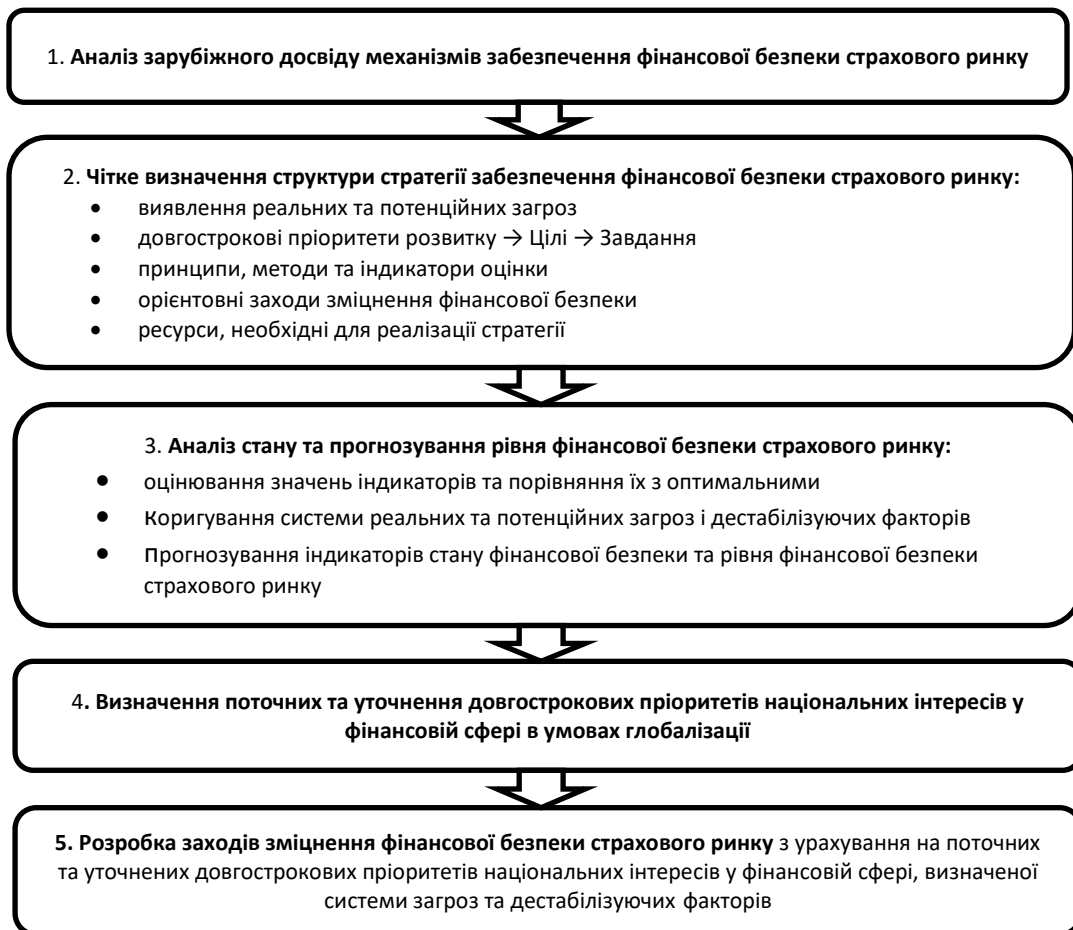 1. Аналіз зарубіжного досвіду механізмів забезпечення фінансової безпеки страхового ринку
2. Чітке визначення структури стратегії забезпечення фінансової безпеки страхового ринку:
• виявлення реальних та потенційних загроз
• довгострокові пріоритети розвитку → Цілі → Завдання
• принципи, методи та індикатори оцінки
• орієнтовні заходи зміцнення фінансової безпеки
• ресурси, необхідні для реалізації стратегії
3. Аналіз стану та прогнозування рівня фінансової безпеки страхового ринку:
• оцінювання значень індикаторів та порівняння їх з оптимальними
• Коригування системи реальних та потенційних загроз і дестабілізуючих факторів
• Прогнозування індикаторів стану фінансової безпеки та рівня фінансової безпеки
страхового ринку
4. Визначення поточних та уточнення довгострокових пріоритетів національних інтересів у
фінансовій сфері в умовах глобалізації
5. Розробка заходів зміцнення фінансової безпеки страхового ринку з урахування на поточних
та уточнених довгострокових пріоритетів національних інтересів у фінансовій сфері, визначеної
системи загроз та дестабілізуючих факторів